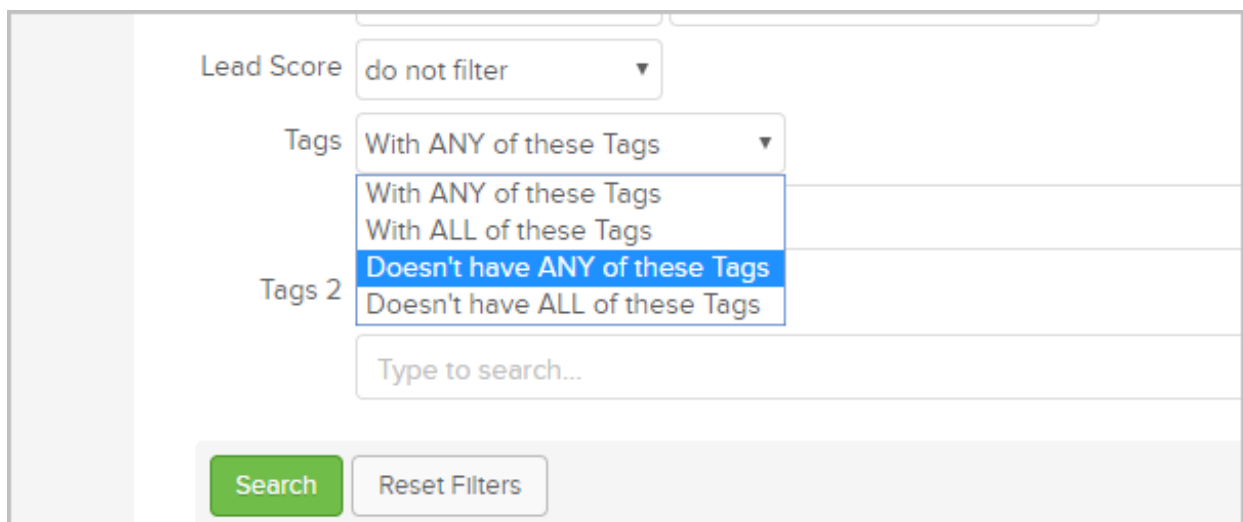 Lead Score do not filter
Tags With ANY of these Tags
With ANY of these Tags
With ALL of these Tags
Doesn't have ANY of these Tags
Tags 2
Doesn't have ALL of these Tags
Type to search...
Search Reset Filters